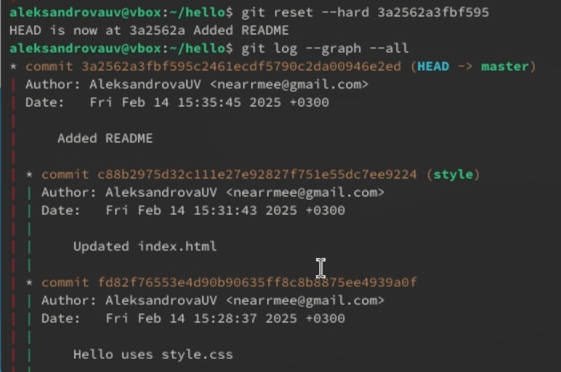 aleksandrovauv@vbox:~/hello$ git reset --hard 3a2562a3fbf595
HEAD is now at 3a2562a Added README
aleksandrovauv@vbox:~/hello$ git log --graph --all
* commit 3a2562a3fbf595c2461ecdf5790c2da00946e2ed (HEAD -> master)
| Author: AleksandrovaUV <nearrmee@gmail.com>
| Date:   Fri Feb 14 15:35:45 2025 +0300
|
|     Added README
|
| * commit c88b2975d32c111e27e92827f751e55dc7ee9224 (style)
| | Author: AleksandrovaUV <nearrmee@gmail.com>
| | Date:   Fri Feb 14 15:31:43 2025 +0300
| |
| |     Updated index.html
| |
| * commit fd82f76553e4d90b90635ff8c8b8875ee4939a0f
| | Author: AleksandrovaUV <nearrmee@gmail.com>
| | Date:   Fri Feb 14 15:28:37 2025 +0300
| |
| |     Hello uses style.css
| |